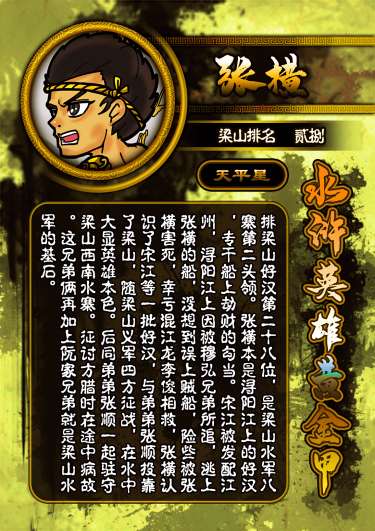 张横
梁山排名 贰捌
天平星
水浒英雄黄金甲
排梁山好汉第二十八位，是梁山水军八
寨第二头领。张横本是浔阳江上的好汉
，专干船上劫财的勾当。宋江被发配江
州，浔阳江上因被穆弘兄弟所追，逃上
张横的船，没想到误上贼船，险些被张
横害死，幸亏混江龙李俊相救，张横认
识了宋江等一批好汉，与弟弟张顺投靠
了梁山，随梁山义军四方征战，在水中
大显英雄本色。后同弟弟张顺一起驻守
梁山西南水寨。征讨方腊时在途中病故
。这兄弟俩再加上阮家兄弟就是梁山水
军的基石。